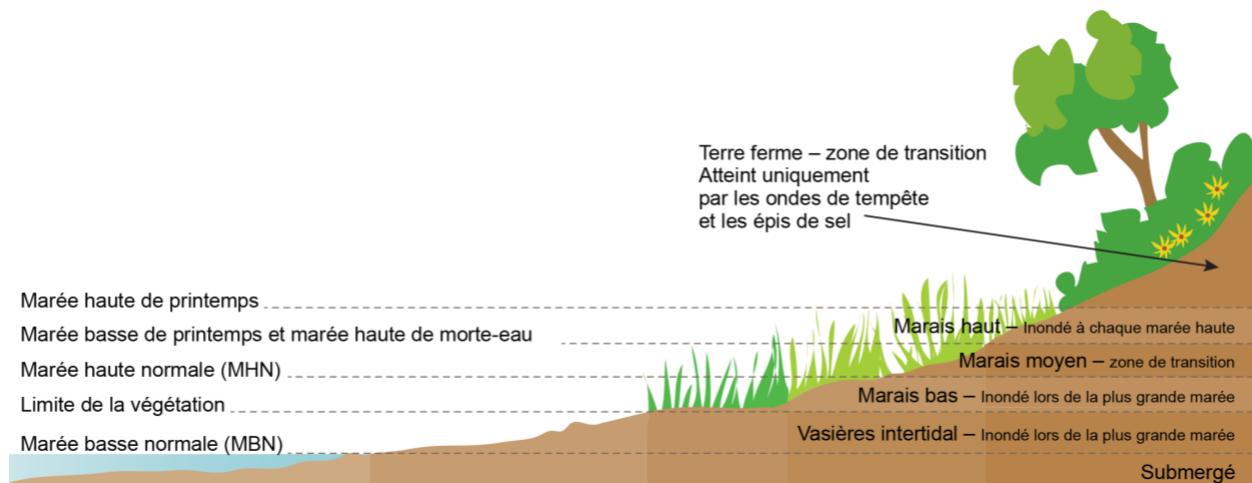 Terre ferme – zone de transition
Atteint uniquement
par les ondes de tempête
et les épis de sel
Marée haute de printemps
Marée basse de printemps et marée haute de morte-eau
Marais haut – Inondé à chaque marée haute
Marée haute normale (MHN)
Marais moyen – zone de transition
Limite de la végétation
Marais bas – Inondé lors de la plus grande marée
Marée basse normale (MBN)
Vasières intertidal – Inondé lors de la plus grande marée
Submergé